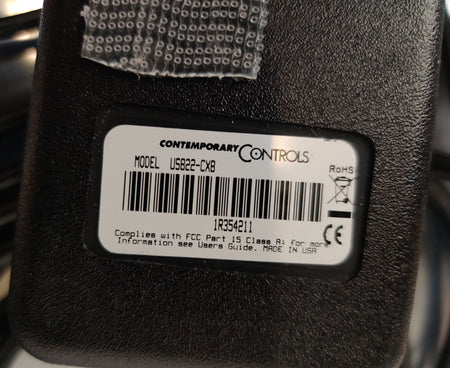 CONTEMPORARY CONTROLS
MODEL USB22-CXB
RoHS
1R354211
CE
Complies with FCC Part 15 Class A; for more
Information see Users Guide. MADE IN USA